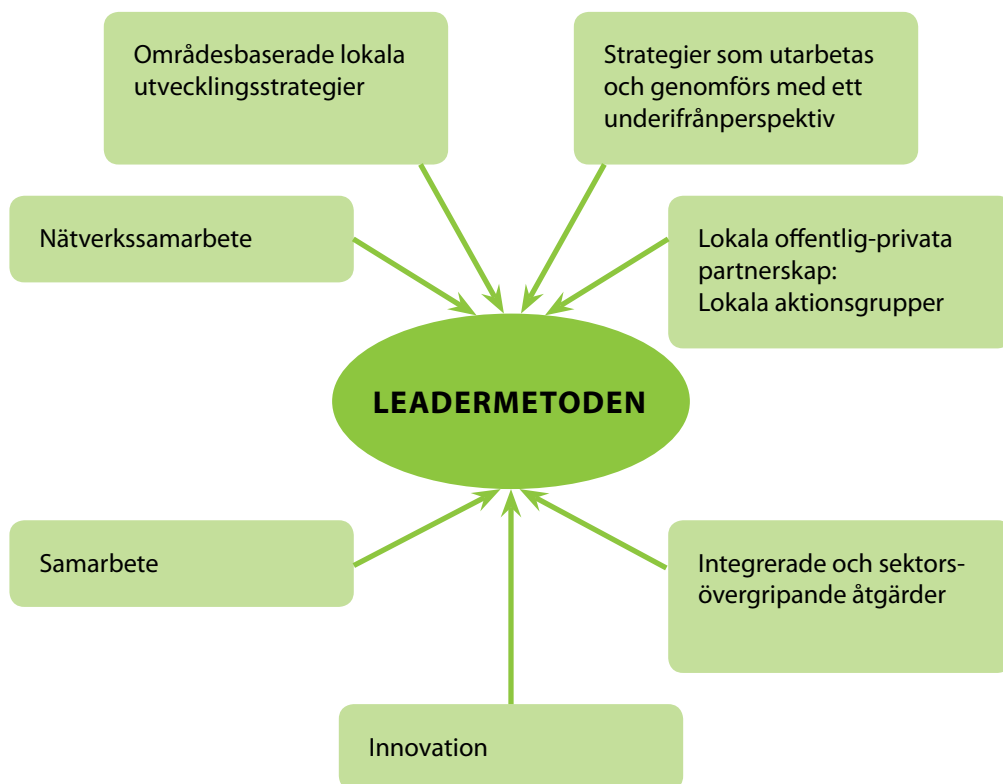 Områdesbaserade lokala
utvecklingsstrategier
Strategier som utarbetas
och genomförs med ett
underifrånperspektiv
Nätverkssamarbete
Lokala offentlig-privata
partnerskap:
Lokala aktionsgrupper
LEADERMETODEN
Samarbete
Integrerade och sektors-
övergripande åtgärder
Innovation